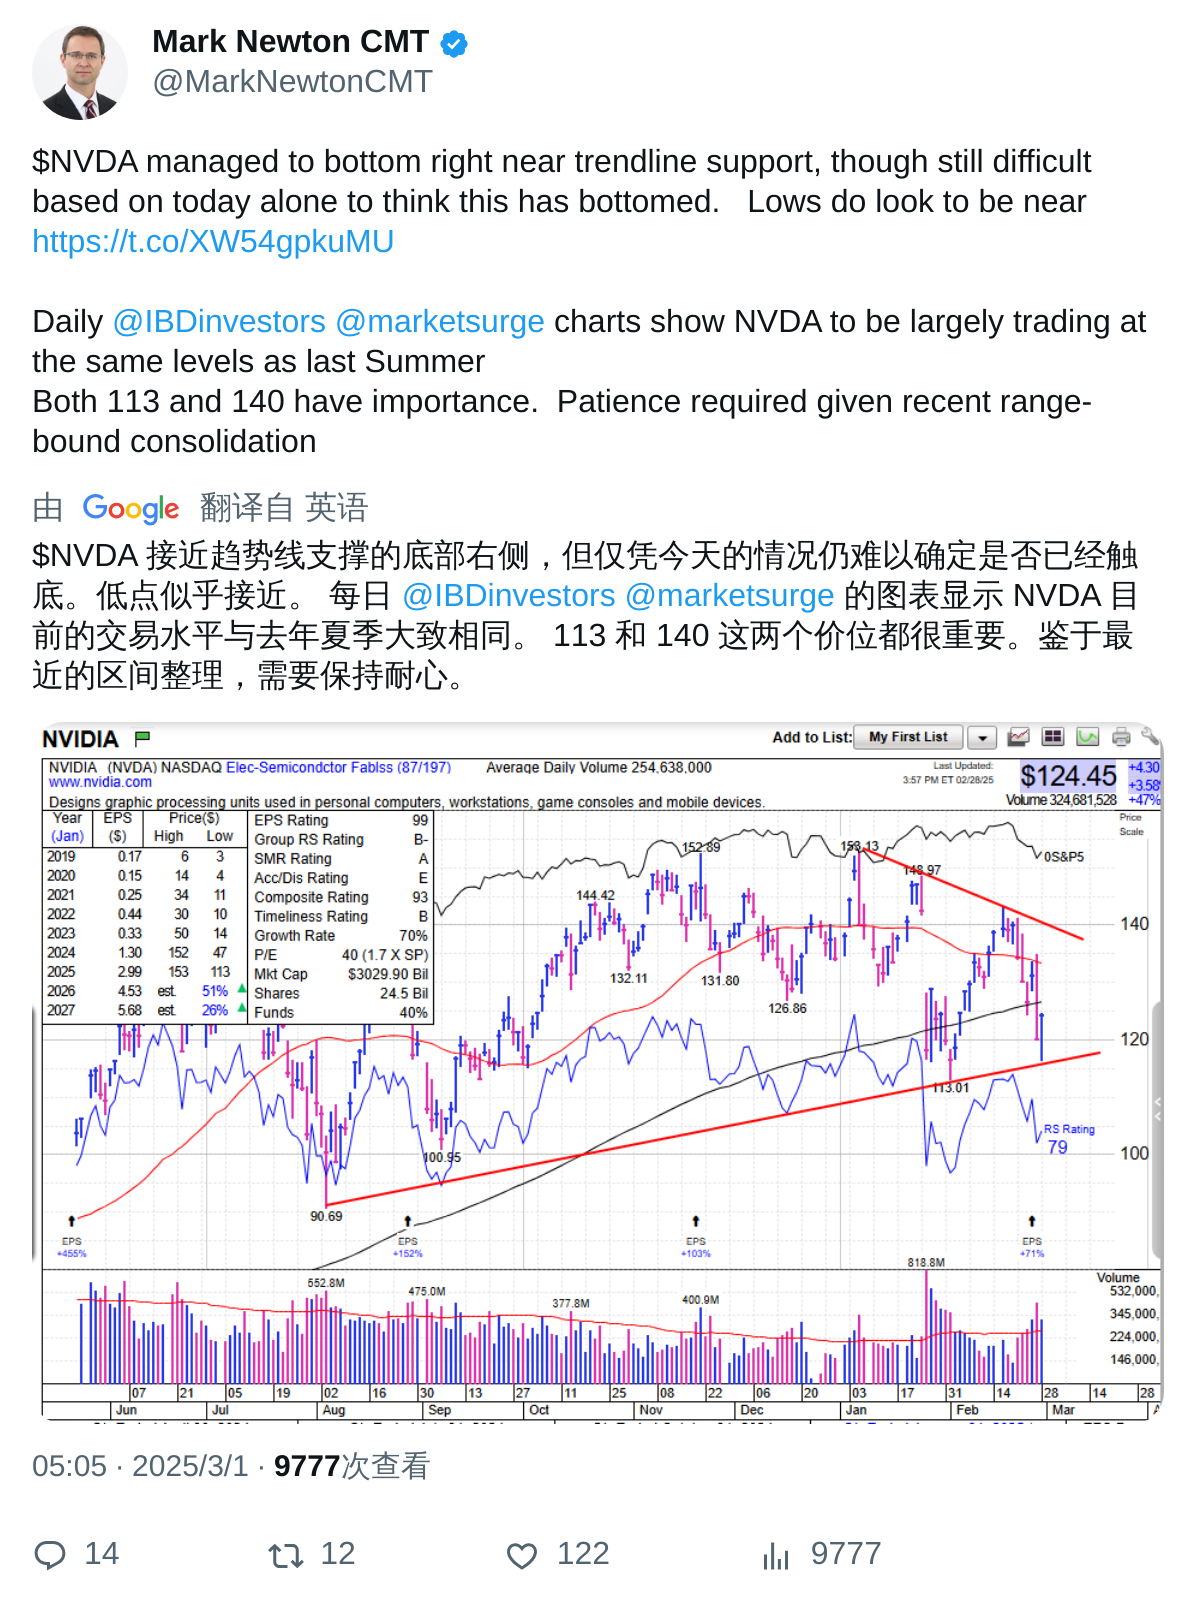 Mark Newton CMT
@MarkNewtonCMT
$NVDA managed to bottom right near trendline support, though still difficult
based on today alone to think this has bottomed.   Lows do look to be near
https://t.co/XW54gpkuMU
Daily @IBDinvestors @marketsurge charts show NVDA to be largely trading at
the same levels as last Summer
Both 113 and 140 have importance.  Patience required given recent range-
bound consolidation
由 Google 翻译自 英语
$NVDA 接近趋势线支撑的底部右侧，但仅凭今天的情况仍难以确定是否已经触
底。低点似乎接近。 每日 @IBDinvestors @marketsurge 的图表显示 NVDA 目
前的交易水平与去年夏季大致相同。 113 和 140 这两个价位都很重要。鉴于最
近的区间整理，需要保持耐心。
NVIDIA Add to List: My First List
NVIDIA (NVDA) NASDAQ Elec-Semicondctor Fablss (87/197) Average Daily Volume 254,638,000 Last Updated: $124.45 +4.30
www.nvidia.com 3:57 PM ET 02/28/25 +3.58
Designs graphic processing units used in personal computers, workstations, game consoles and mobile devices. Volume 324,681,528 +47%
Year EPS Price($)
(Jan) ($) High Low
2019 0.17 6 3
2020 0.15 14 4
2021 0.25 34 11
2022 0.44 30 10
2023 0.33 50 14
2024 1.30 152 47
2025 2.99 153 113
2026 4.53 est. 51%
2027 5.68 est. 26%
EPS Rating 99
Group RS Rating B-
SMR Rating A
Acc/Dis Rating E
Composite Rating 93
Timeliness Rating B
Growth Rate 70%
P/E 40 (1.7 X SP)
Mkt Cap $3029.90 Bil
Shares 24.5 Bil
Funds 40%
Price
Scale
152.89 153.13 0S&P5
148.97
144.42
140
132.11 131.80
126.86
120
113.01
RS Rating
79
100.95 100
90.69
EPS EPS EPS EPS
+455% +152% +103% +71%
818.8M
552.8M 475.0M 377.8M 400.9M
Volume
532,000,
345,000,
224,000,
146,000,
07 21 05 19 02 16 30 13 27 11 25 08 22 06 20 03 17 31 14 28 14 28
Jun Jul Aug Sep Oct Nov Dec Jan Feb Mar
05:05 · 2025/3/1 · 9777次查看
14 12 122 9777